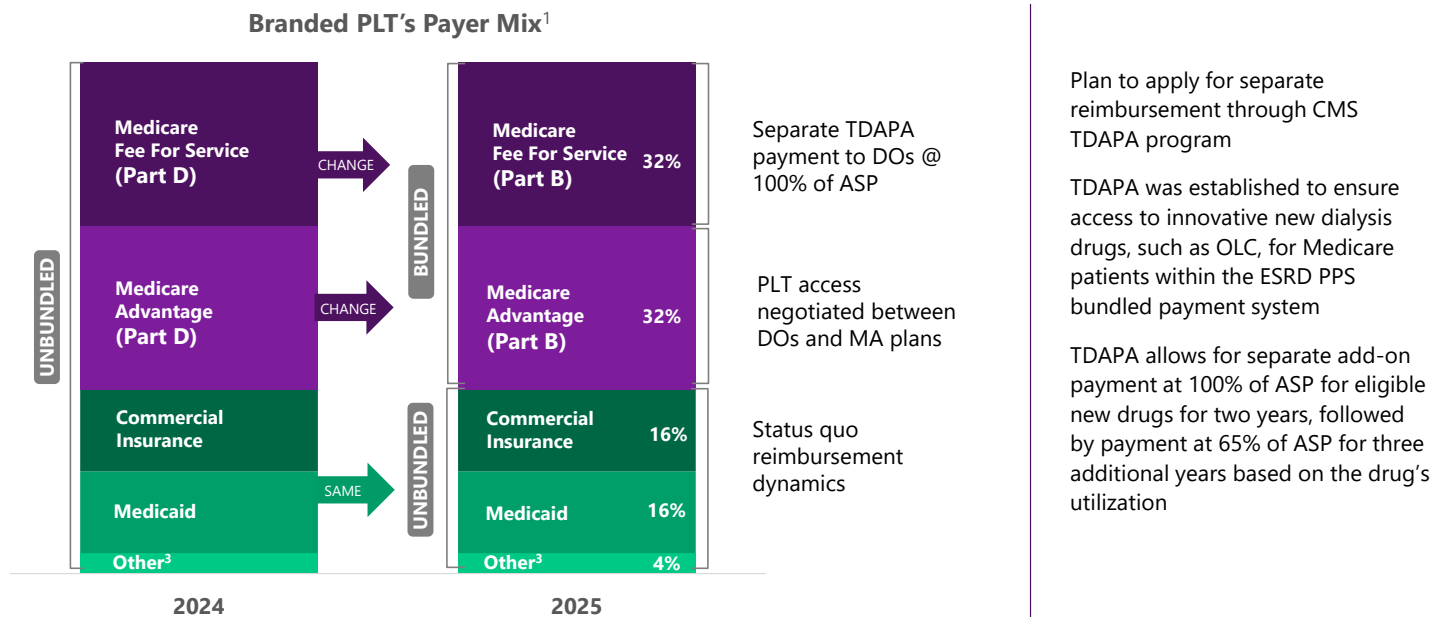 Branded PLT's Payer Mix1
UNBUNDLED
Medicare
Fee For Service
(Part D)
Medicare
Advantage
(Part D)
Commercial
Insurance
Medicaid
Other3
2024
CHANGE
CHANGE
SAME
BUNDLED
UNBUNDLED
Medicare
Fee For Service 32%
(Part B)
Medicare
Advantage 32%
(Part B)
Commercial
Insurance 16%
Medicaid 16%
Other3 4%
2025
Separate TDAPA
payment to DOs @
100% of ASP
PLT access
negotiated between
DOs and MA plans
Status quo
reimbursement
dynamics
Plan to apply for separate
reimbursement through CMS
TDAPA program
TDAPA was established to ensure
access to innovative new dialysis
drugs, such as OLC, for Medicare
patients within the ESRD PPS
bundled payment system
TDAPA allows for separate add-on
payment at 100% of ASP for eligible
new drugs for two years, followed
by payment at 65% of ASP for three
additional years based on the drug's
utilization